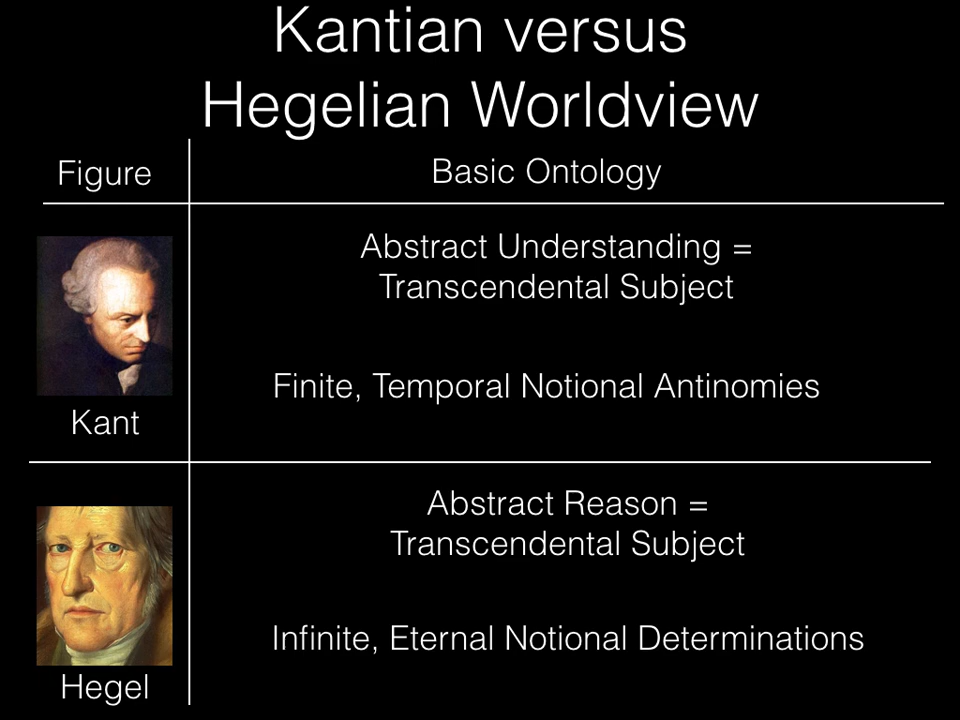 Kantian versus
Hegelian Worldview
Figure
Basic Ontology
Abstract Understanding =
Transcendental Subject
Finite, Temporal Notional Antinomies
Kant
Abstract Reason =
Transcendental Subject
Infinite, Eternal Notional Determinations
Hegel